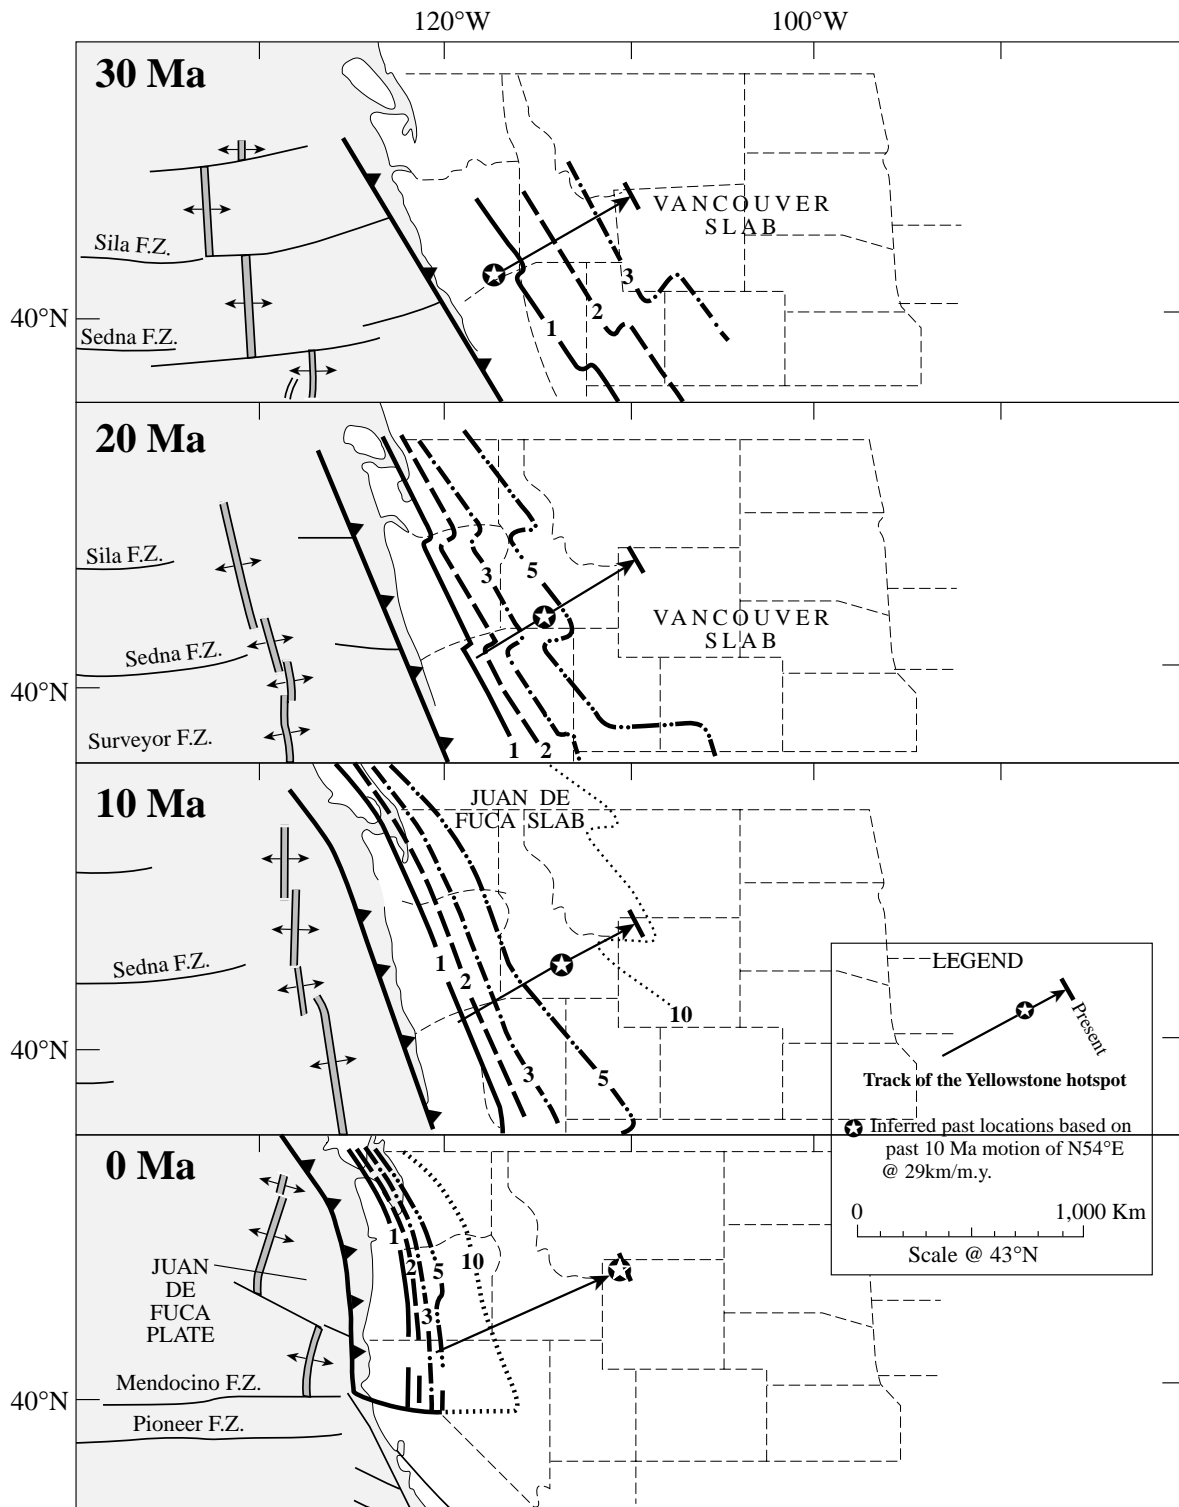 120°W 100°W
30 Ma
VANCOUVER
SLAB
Sila F.Z.
3
2
1
40°N
Sedna F.Z.
20 Ma
Sila F.Z.
3 5
VANCOUVER
SLAB
Sedna F.Z.
40°N
Surveyor F.Z.
1 2
10 Ma
JUAN DE
FUCA SLAB
1
2
Sedna F.Z.
10
40°N
3 5
LEGEND
Present
Track of the Yellowstone hotspot
Inferred past locations based on
past 10 Ma motion of N54°E
@ 29km/m.y.
0 1,000 Km
Scale @ 43°N
0 Ma
1
2 5 10
3
JUAN
DE
FUCA
PLATE
Mendocino F.Z.
40°N
Pioneer F.Z.